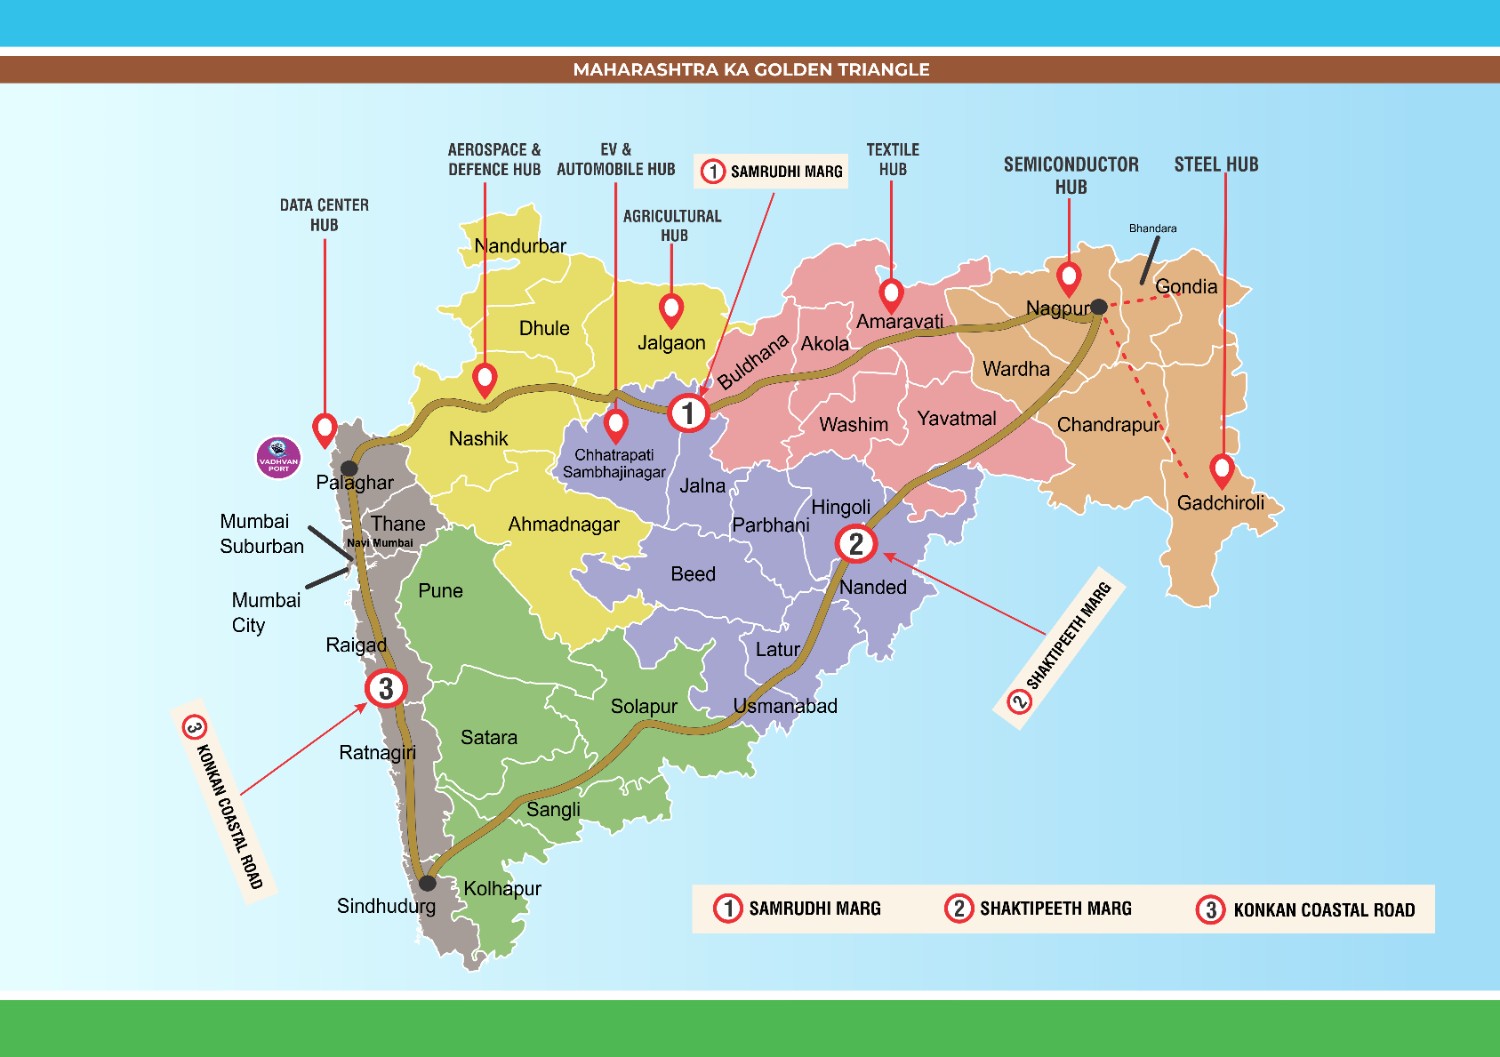 MAHARASHTRA KA GOLDEN TRIANGLE
AEROSPACE &
DEFENCE HUB
EV &
AUTOMOBILE HUB
1 SAMRUDHI MARG
TEXTILE
HUB
SEMICONDUCTOR
HUB
STEEL HUB
DATA CENTER
HUB
AGRICULTURAL
HUB
Bhandara
Nandurbar
Gondia
Nagpur
Dhule
Jalgaon
Buldhana
Akola
Amaravati
Wardha
1
Nashik
Washim
Yavatmal
Chandrapur
VADHVAN
PORT
Palaghar
Chhatrapati
Sambhajinagar
Jalna
Gadchiroli
Mumbai
Suburban
Thane
Navi Mumbai
Ahmadnagar
Parbhani
Hingoli
2
Mumbai
City
Pune
Beed
Nanded
2 SHAKTIPEETH MARG
Raigad
Latur
3
Solapur
Usmanabad
3 KONKAN COASTAL ROAD
Ratnagiri
Satara
Sangli
Sindhudurg
Kolhapur
1 SAMRUDHI MARG
2 SHAKTIPEETH MARG
3 KONKAN COASTAL ROAD